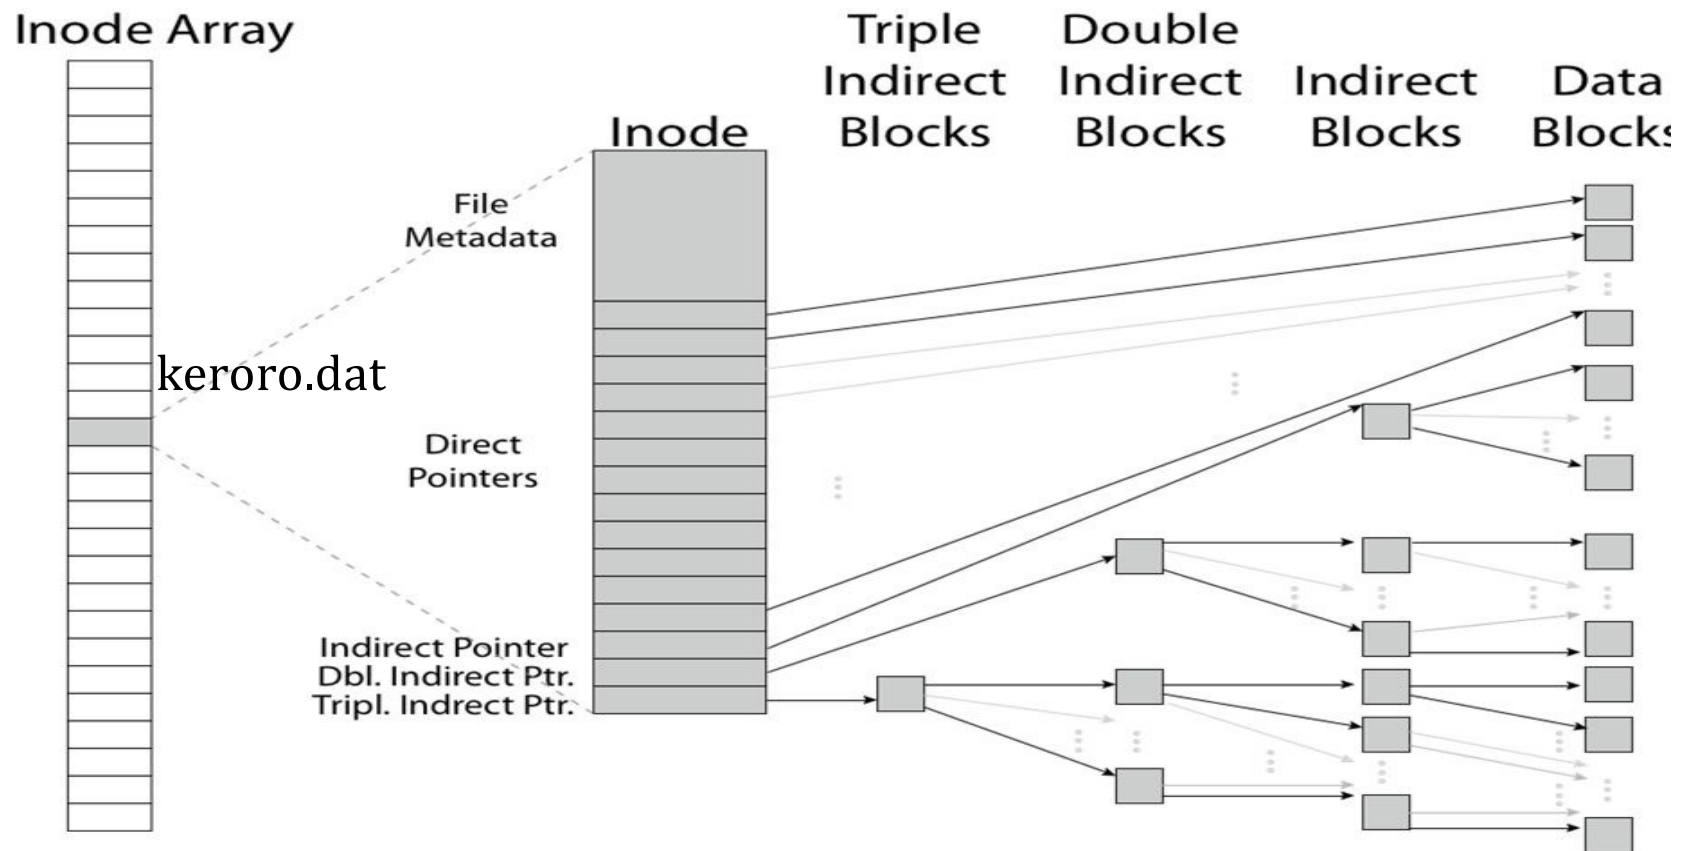 Inode Array
Triple
Indirect
Blocks
Double
Indirect
Blocks
Indirect
Blocks
Data
Blocks
Inode
File
Metadada
keroro.dat
Direct
Pointers
Indirect Pointer
Dbl. Indirect Ptr.
Tripl. Indrect Ptr.